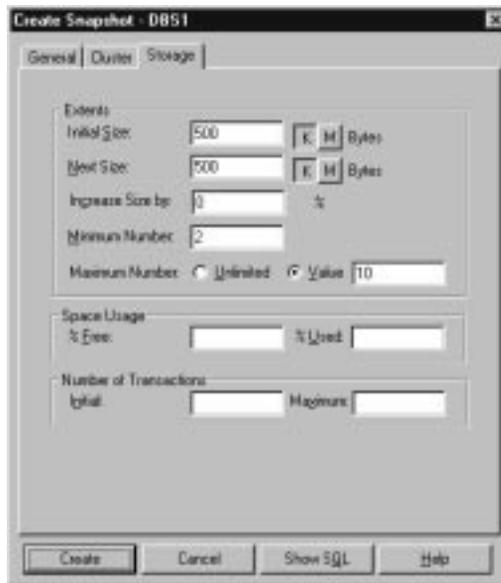 Create Snapshot - DBS1
General Cluster Storage
Extents
Initial Size: 500 K M Bytes
Next Size: 500 K M Bytes
Increase Size by: 0 %
Minimum Number: 2
Maximum Number: Unlimited Value 10
Space Usage
% Free: % Used:
Number of Transactions
Initial: Maximum:
Create Cancel Show SQL Help